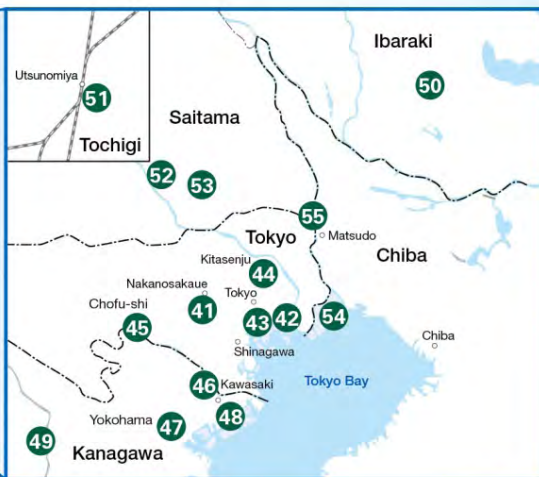 Ibaraki
50
Utsunomiya
51
Tochigi
Saitama
52
53
55
Matsudo
Tokyo
Chiba
Kitasenju
44
Nakanosakaue
Tokyo
41
43
42
54
Chofu-shi
45
Shinagawa
Chiba
Tokyo Bay
46
Kawasaki
48
Yokohama
47
49
Kanagawa